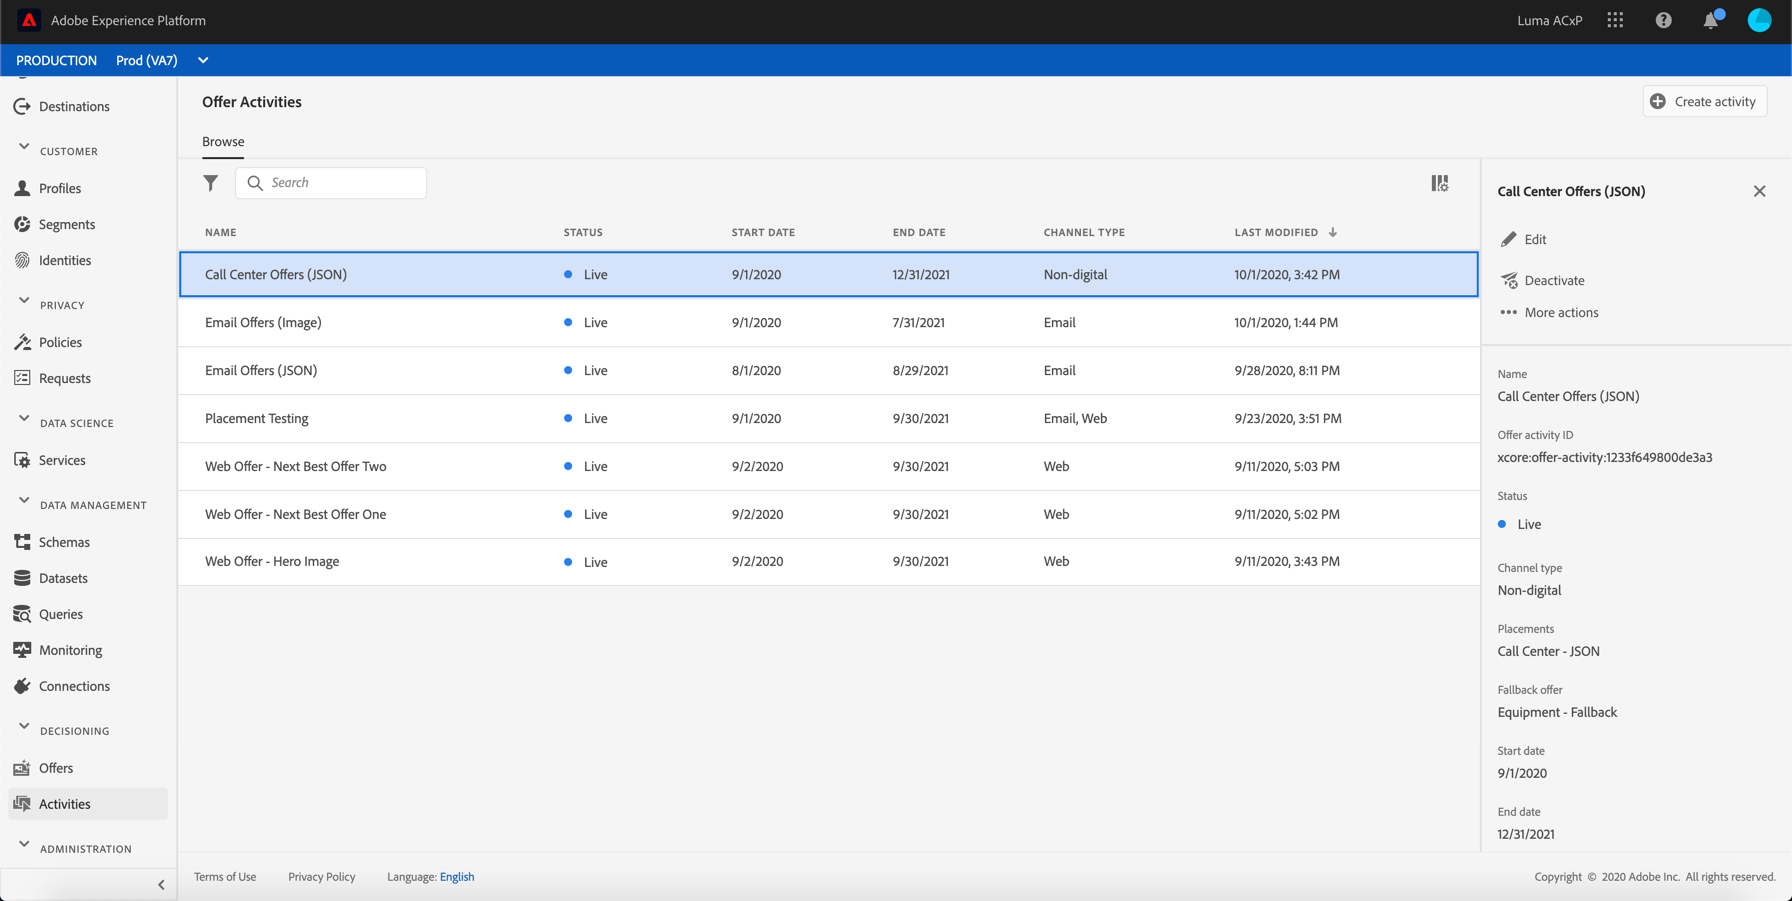 Adobe Experience Platform
Luma ACxP
PRODUCTION Prod (VA7)
Destinations
CUSTOMER
Profiles
Segments
Identities
PRIVACY
Policies
Requests
DATA SCIENCE
Services
DATA MANAGEMENT
Schemas
Datasets
Queries
Monitoring
Connections
DECISIONING
Offers
Activities
ADMINISTRATION
Offer Activities
Create activity
Browse
Search
NAME STATUS START DATE END DATE CHANNEL TYPE LAST MODIFIED
Call Center Offers (JSON) Live 9/1/2020 12/31/2021 Non-digital 10/1/2020, 3:42 PM
Email Offers (Image) Live 9/1/2020 7/31/2021 Email 10/1/2020, 1:44 PM
Email Offers (JSON) Live 8/1/2020 8/29/2021 Email 9/28/2020, 8:11 PM
Placement Testing Live 9/1/2020 9/30/2021 Email, Web 9/23/2020, 3:51 PM
Web Offer - Next Best Offer Two Live 9/2/2020 9/30/2021 Web 9/11/2020, 5:03 PM
Web Offer - Next Best Offer One Live 9/2/2020 9/30/2021 Web 9/11/2020, 5:02 PM
Web Offer - Hero Image Live 9/2/2020 9/30/2021 Web 9/11/2020, 3:43 PM
Call Center Offers (JSON)
Edit
Deactivate
More actions
Name
Call Center Offers (JSON)
Offer activity ID
xcore:offer-activity:1233f649800de3a3
Status
Live
Channel type
Non-digital
Placements
Call Center - JSON
Fallback offer
Equipment - Fallback
Start date
9/1/2020
End date
12/31/2021
Terms of Use Privacy Policy Language: English
Copyright © 2020 Adobe Inc. All rights reserved.